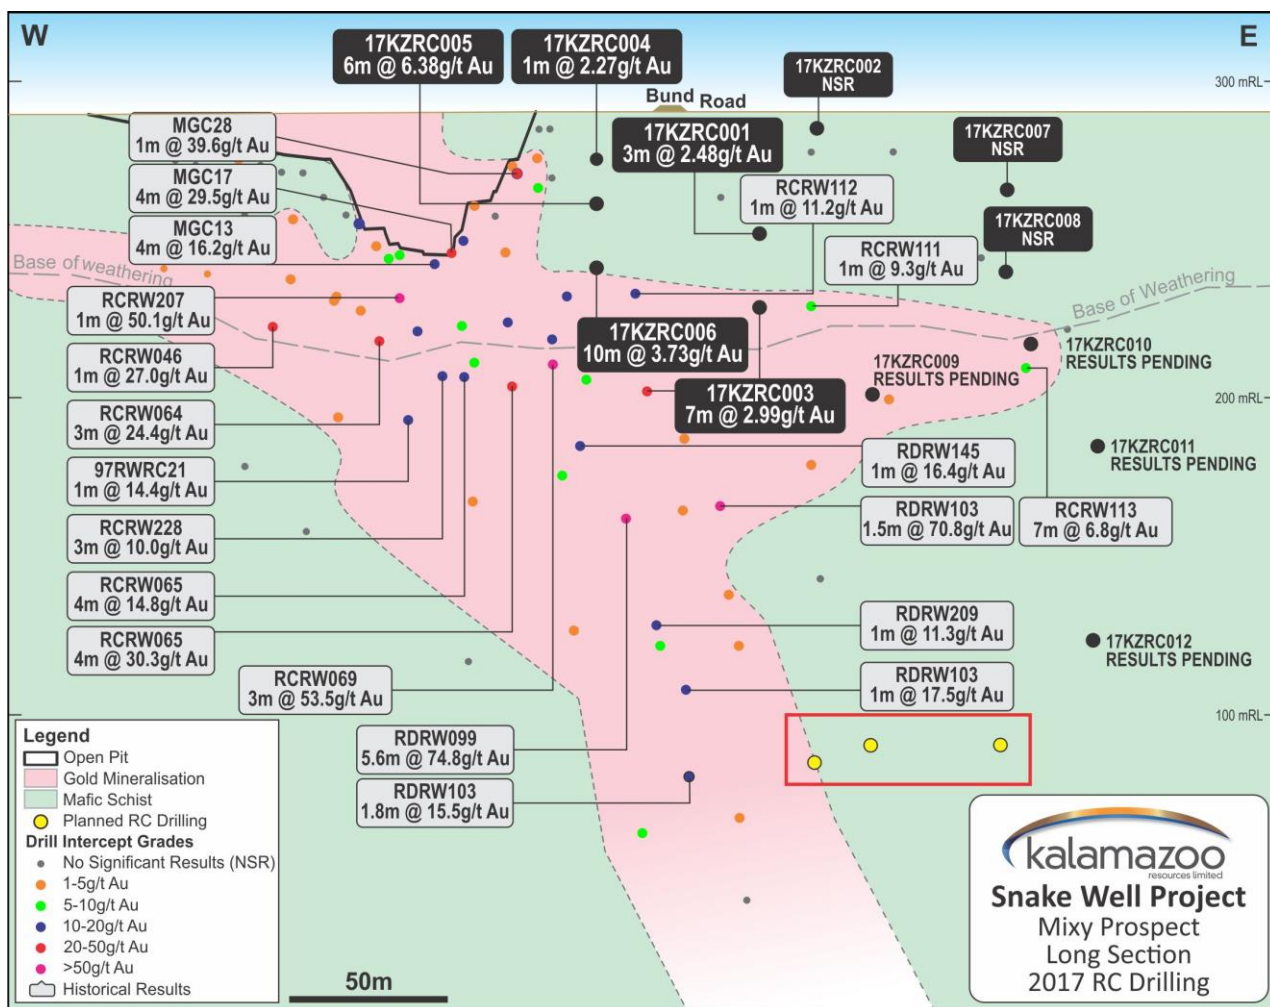 W
E
17KZRC005
6m @ 6.38g/t Au
17KZRC004
1m @ 2.27g/t Au
17KZRC002
NSR
300 mRL
Bund
Road
MGC28
1m @ 39.6g/t Au
17KZRC001
3m @ 2.48g/t Au
17KZRC007
NSR
MGC17
4m @ 29.5g/t Au
RCRW112
1m @ 11.2g/t Au
MGC13
4m @ 16.2g/t Au
17KZRC008
NSR
RCRW111
1m @ 9.3g/t Au
Base of weathering
Base of Weathering
RCRW207
1m @ 50.1g/t Au
17KZRC006
10m @ 3.73g/t Au
17KZRC010
RESULTS PENDING
RCRW046
1m @ 27.0g/t Au
17KZRC009
RESULTS PENDING
17KZRC003
7m @ 2.99g/t Au
200 mRL
RCRW064
3m @ 24.4g/t Au
RDRW145
1m @ 16.4g/t Au
17KZRC011
RESULTS PENDING
97RWRC21
1m @ 14.4g/t Au
RDRW103
1.5m @ 70.8g/t Au
RCRW113
7m @ 6.8g/t Au
RCRW228
3m @ 10.0g/t Au
RCRW065
4m @ 14.8g/t Au
RDRW209
1m @ 11.3g/t Au
RCRW065
4m @ 30.3g/t Au
17KZRC012
RESULTS PENDING
RCRW069
3m @ 53.5g/t Au
RDRW103
1m @ 17.5g/t Au
100 mRL
RDRW099
5.6m @ 74.8g/t Au
RDRW103
1.8m @ 15.5g/t Au
Legend
Open Pit
Gold Mineralisation
Mafic Schist
Planned RC Drilling
Drill Intercept Grades
No Significant Results (NSR)
1-5g/t Au
5-10g/t Au
10-20g/t Au
20-50g/t Au
>50g/t Au
Historical Results
50m
kalamazoo
resources limited
Snake Well Project
Mixy Prospect
Long Section
2017 RC Drilling